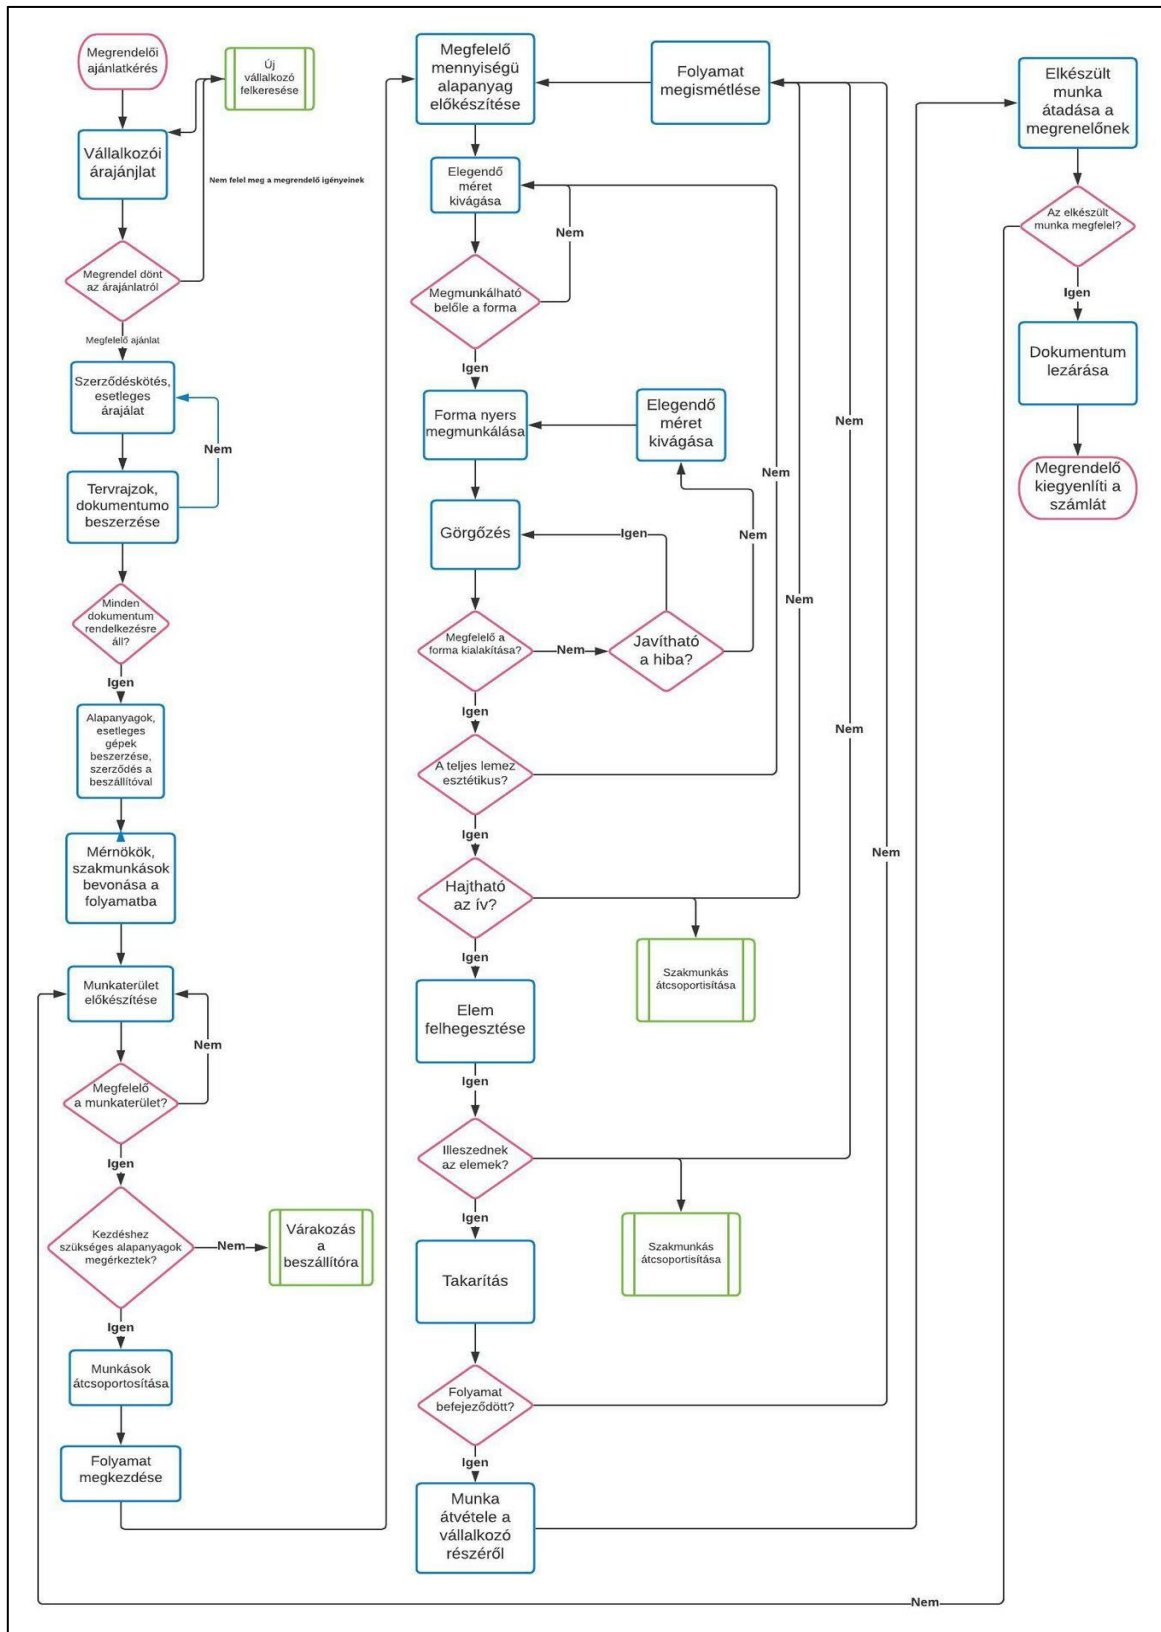 Megrendelői
ajánlatkérés
Új
vállalkozó
felkeresése
Vállalkozói
árajánjlat
Nem felel meg a megrendelő igényeinek
Megrendel dönt
az árajánlatról
Megfelelő ajánlat
Szerződéskötés,
esetleges
árajálat
Nem
Tervrajzok,
dokumentumo
beszerzése
Minden
dokumentum
rendelkezésre
áll?
Igen
Alapanyagok,
esetleges
gépek
beszerzése,
szerződés a
beszállítóval
Mérnökök,
szakmunkások
bevonása a
folyamatba
Munkaterület
előkészítése
Nem
Megfelelő
a munkaterület?
Igen
Kezdéshez
szükséges alapanyagok
megérkeztek?
Nem
Várakozás
a
beszállítóra
Igen
Munkások
átcsoportosítása
Folyamat
megkezdése
Megfelelő
mennyiségü
alapanyag
előkészítése
Folyamat
megismétlése
Elegendő
méret
kivágása
Nem
Megmunkálható
belőle a forma
Igen
Forma nyers
megmunkálása
Elegendő
méret
kivágása
Nem
Nem
Görgőzés
Igen
Nem
Nem
Megfelelő a
forma kialakítása?
Nem
Javítható
a hiba?
Igen
Nem
A teljes lemez
esztétikus?
Igen
Nem
Hajtható
az ív?
Szakmunkás
átcsoportisítása
Igen
Elem
felhegesztése
Igen
Illeszednek
az elemek?
Szakmunkás
átcsoportisítása
Igen
Takarítás
Folyamat
befejeződött?
Igen
Munka
átvétele a
vállalkozó
részéről
Elkészült
munka
átadása a
megrenelőnek
Az elkészült
munka megfelel?
Igen
Dokumentum
lezárása
Megrendelő
kiegyenlíti a
számlát
Nem